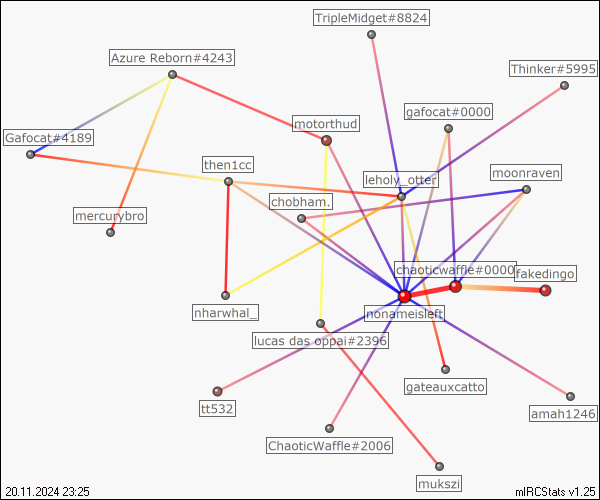 TripleMidget#8824
Azure Reborn#4243
Thinker#5995
gafocat#0000
motorthud
Gafocat#4189
then1cc
leholy_otter
moonraven
chobham.
mercurybro
chaoticwaffle#0000
fakedingo
nharwhal_
nonameisleft
lucas das oppai#2396
gateauxcatto
tt532
amah1246
ChaoticWaffle#2006
mukszi
20.11.2024 23:25
mIRCStats v1.25